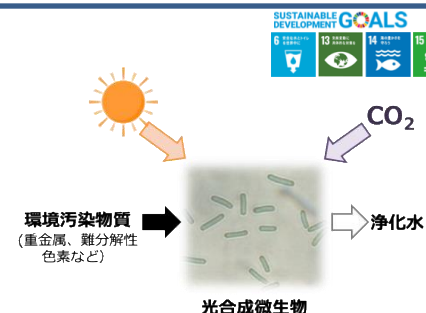 SUSTAINABLE
DEVELOPMENT GOALS
6
13
14
15
CO₂
環境汚染物質
(重金属、難分解性
色素など)
浄化水
光合成微生物